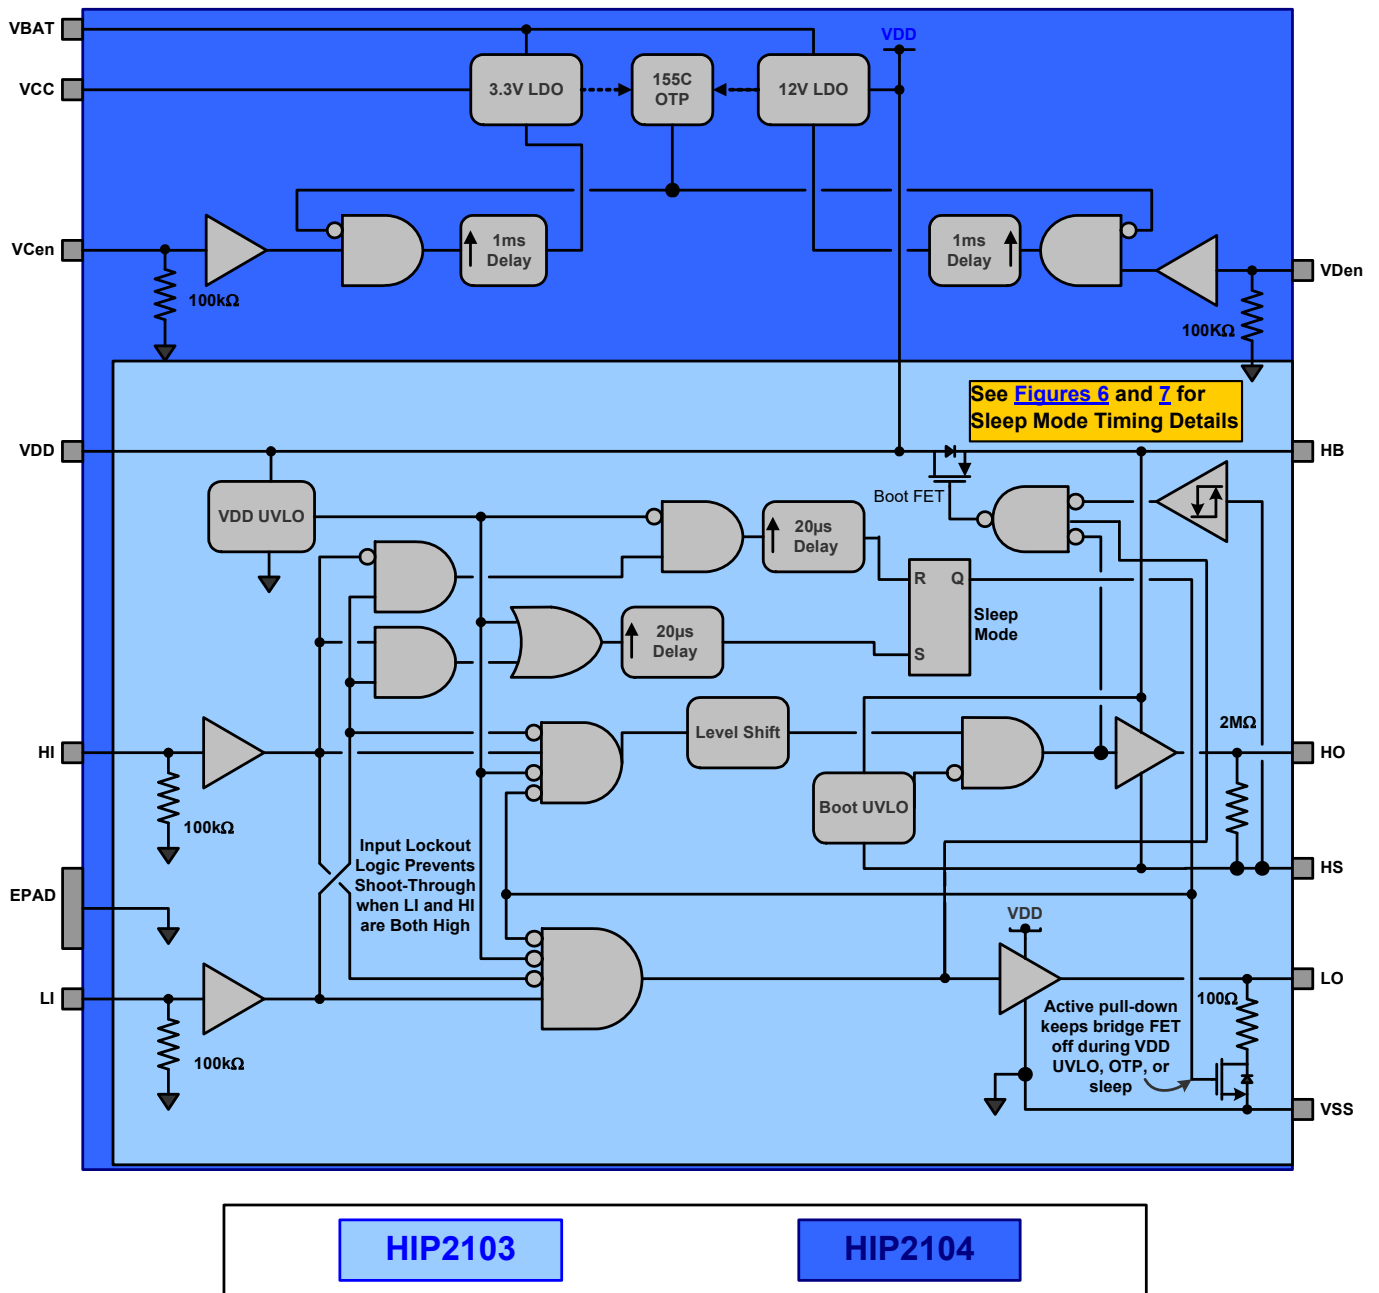 VBAT
VDD
VCC
3.3V LDO
155C
OTP
12V LDO
VCen
1ms
Delay
1ms
Delay
VDen
100kΩ
100KΩ
See Figures 6 and 7 for
Sleep Mode Timing Details
VDD
HB
Boot FET
VDD UVLO
20µs
Delay
R Q
S
Sleep
Mode
20µs
Delay
Level Shift
2MΩ
HI
HO
Boot UVLO
100kΩ
Input Lockout
Logic Prevents
Shoot-Through
when LI and HI
are Both High
HS
EPAD
VDD
LI
LO
100Ω
Active pull-down
keeps bridge FET
off during VDD
UVLO, OTP, or
sleep
100kΩ
VSS
HIP2103
HIP2104